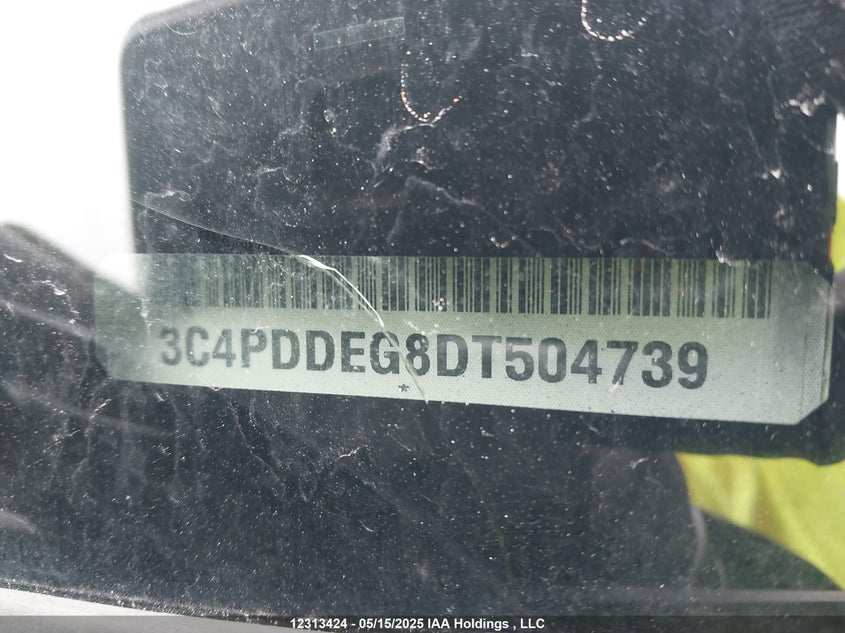 3C4PDDEG8DT504739
*
12313424 - 05/15/2025 IAA Holdings , LLC